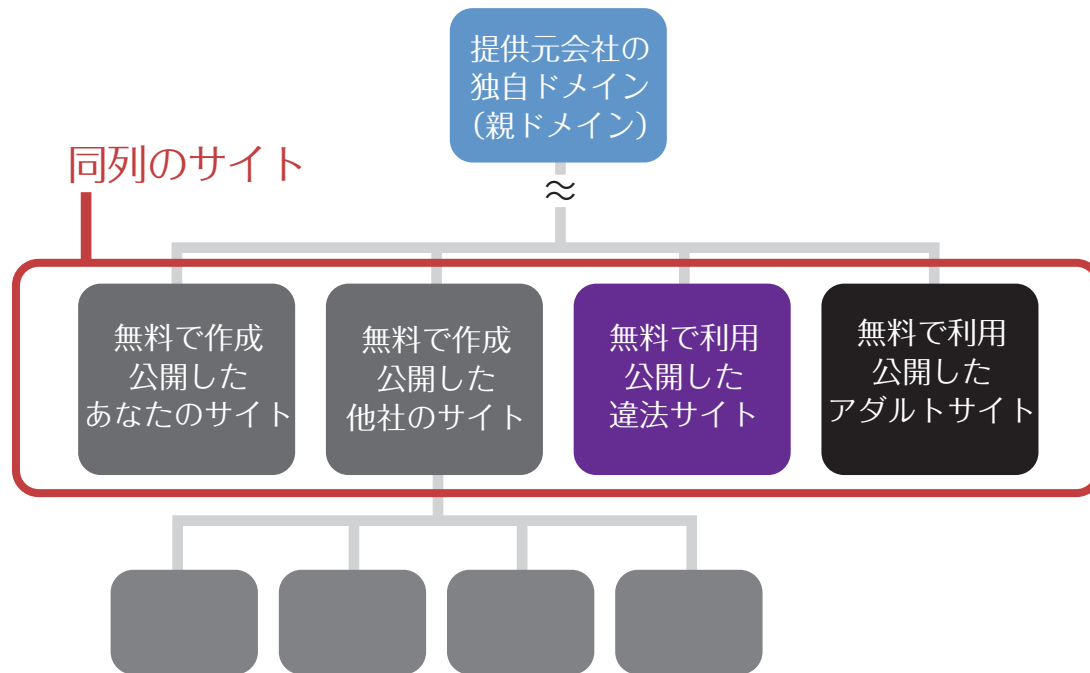 提供元会社の
独自ドメイン
（親ドメイン）
同列のサイト
≈
無料で作成
公開した
あなたのサイト
無料で作成
公開した
他社のサイト
無料で利用
公開した
違法サイト
無料で利用
公開した
アダルトサイト